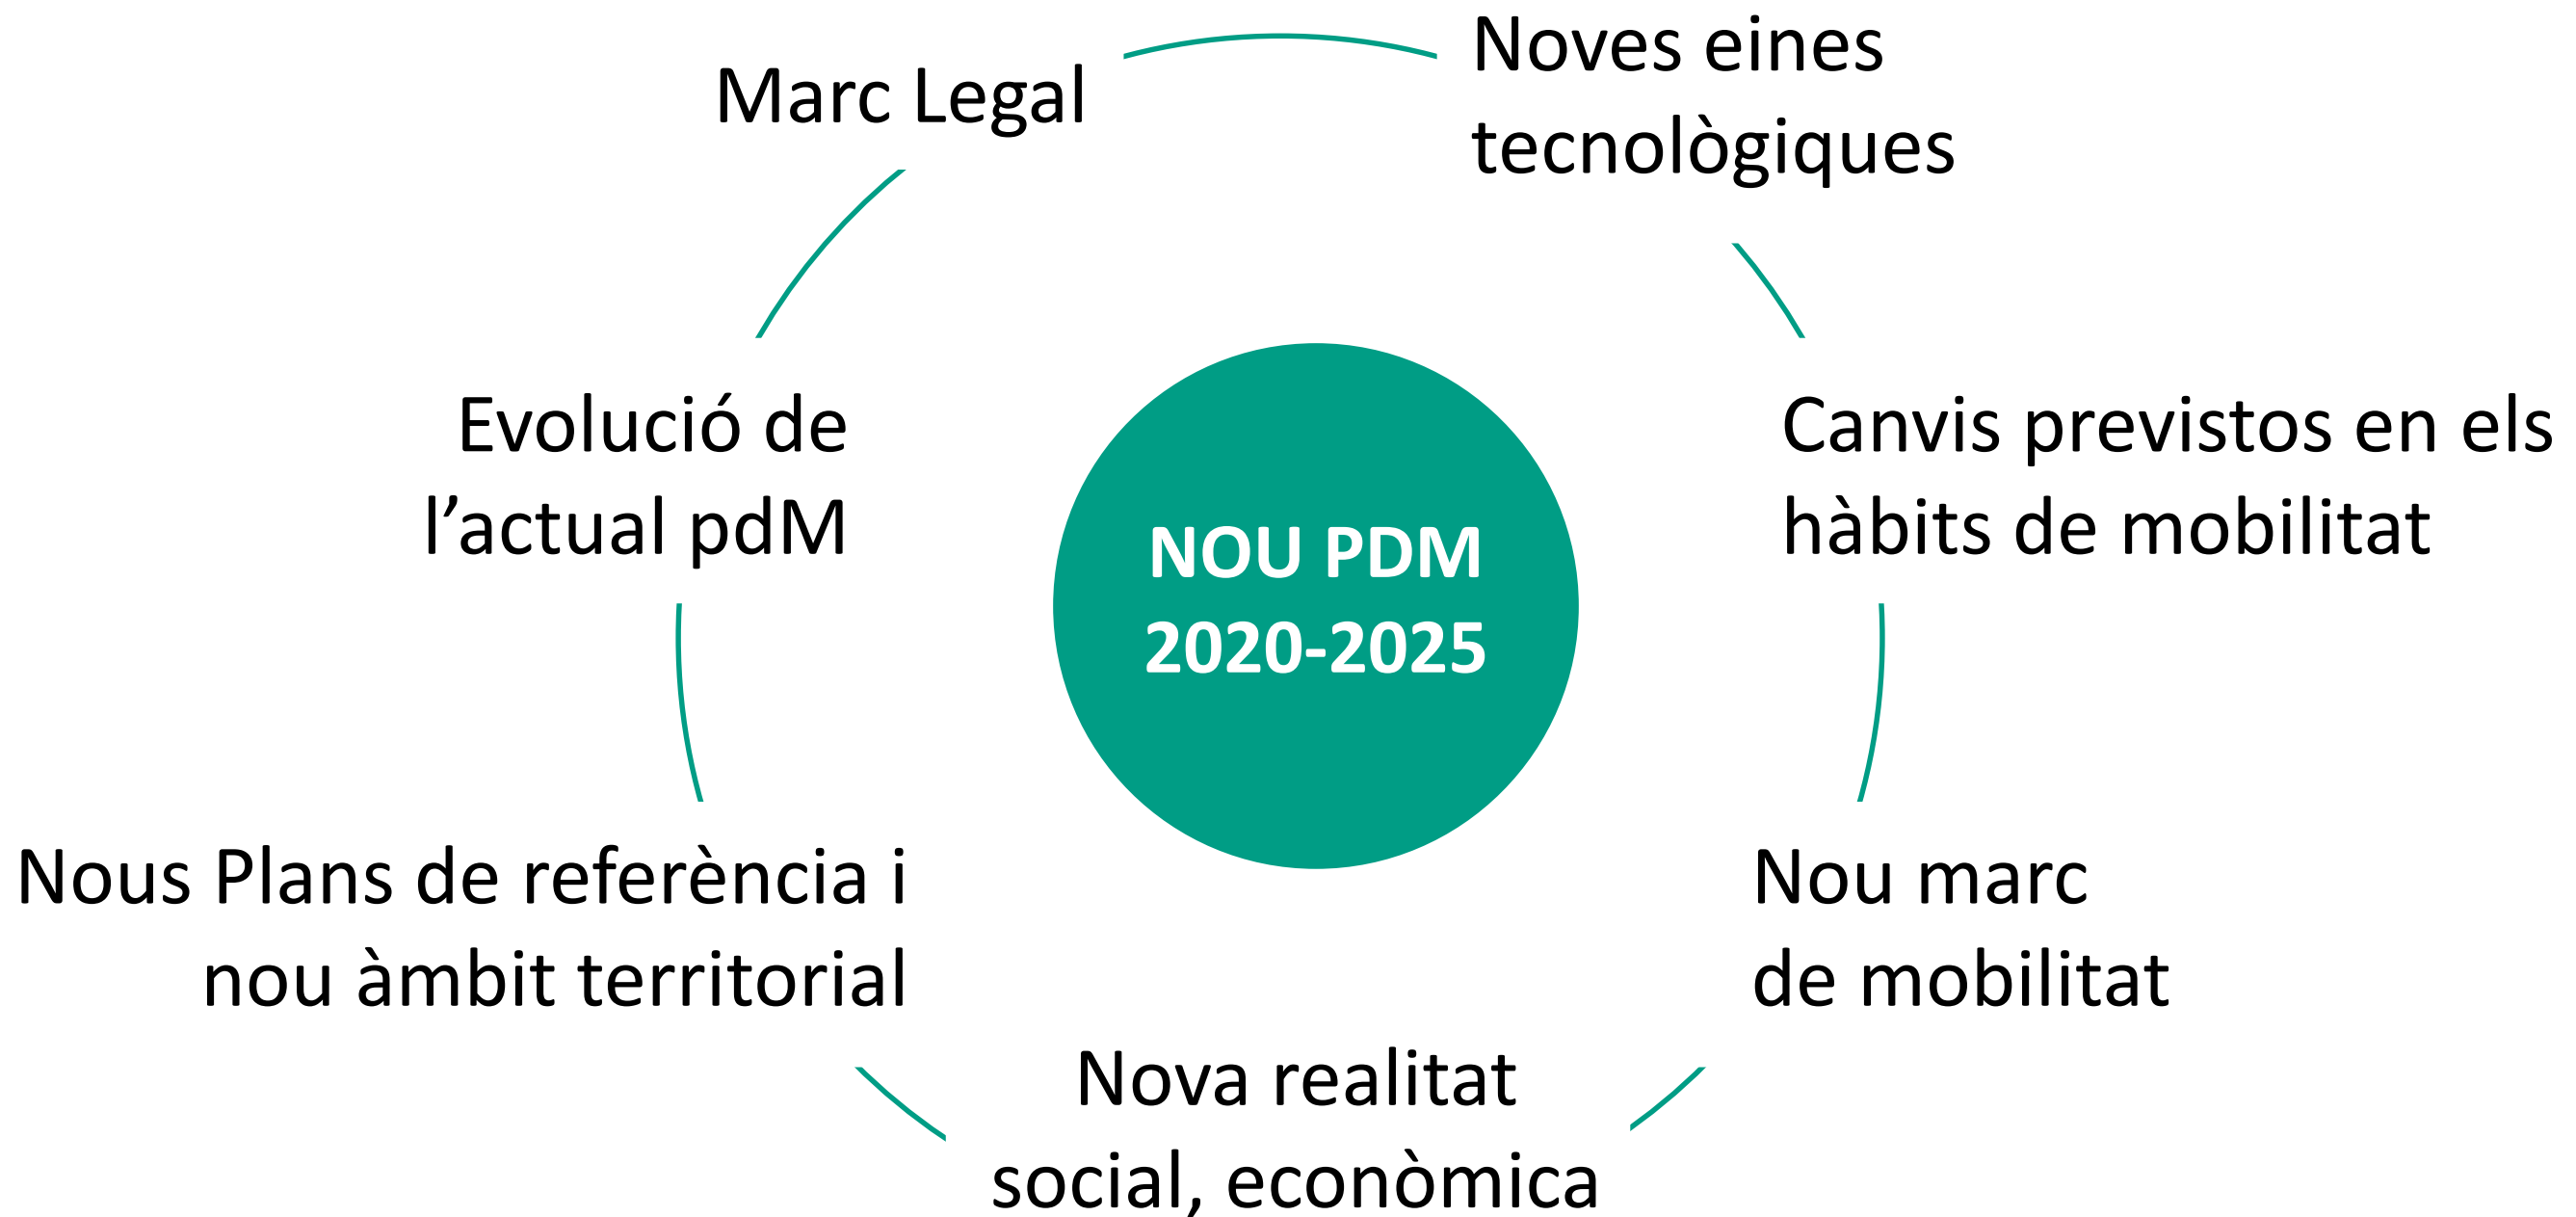 Marc Legal
Noves eines
tecnològiques
Evolució de
l’actual pdM
Canvis previstos en els
hàbits de mobilitat
NOU PDM
2020-2025
Nous Plans de referència i
nou àmbit territorial
Nou marc
de mobilitat
Nova realitat
social, econòmica